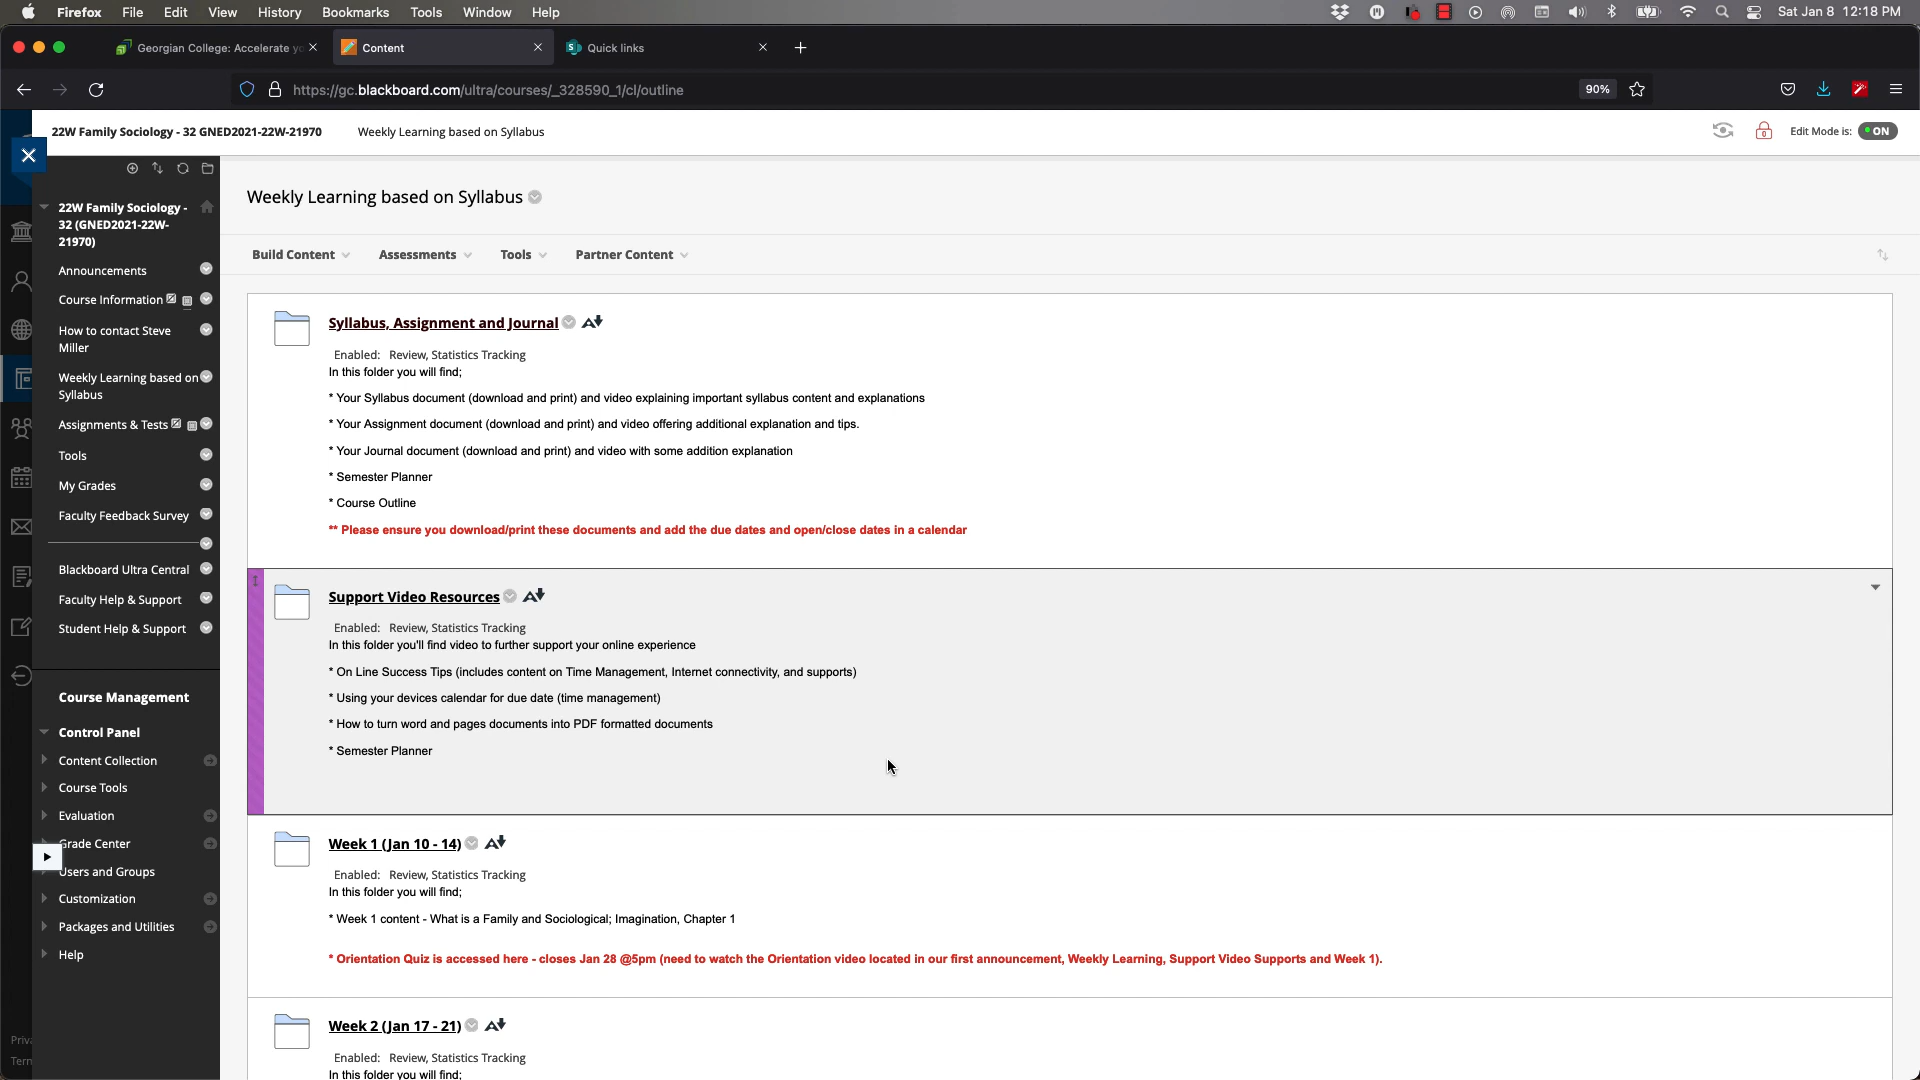 Firefox File Edit View History Bookmarks Tools Window Help
Sat Jan 8 12:18 PM
Georgian College: Accelerate yo
Content
Quick links
https://gc.blackboard.com/ultra/courses/_328590_1/cl/outline
90%
22W Family Sociology - 32 GNED2021-22W-21970
Weekly Learning based on Syllabus
Edit Mode is: ON
22W Family Sociology -
32 (GNED2021-22W-
21970)
Announcements
Course Information
How to contact Steve
Miller
Weekly Learning based on
Syllabus
Assignments & Tests
Tools
My Grades
Faculty Feedback Survey
Blackboard Ultra Central
Faculty Help & Support
Student Help & Support
Course Management
Control Panel
Content Collection
Course Tools
Evaluation
Grade Center
Users and Groups
Customization
Packages and Utilities
Help
Priva
Tern
Weekly Learning based on Syllabus
Build Content Assessments Tools Partner Content
Syllabus, Assignment and Journal
Enabled: Review, Statistics Tracking
In this folder you will find;
* Your Syllabus document (download and print) and video explaining important syllabus content and explanations
* Your Assignment document (download and print) and video offering additional explanation and tips.
* Your Journal document (download and print) and video with some addition explanation
* Semester Planner
* Course Outline
** Please ensure you download/print these documents and add the due dates and open/close dates in a calendar
Support Video Resources
Enabled: Review, Statistics Tracking
In this folder you'll find video to further support your online experience
* On Line Success Tips (includes content on Time Management, Internet connectivity, and supports)
* Using your devices calendar for due date (time management)
* How to turn word and pages documents into PDF formatted documents
* Semester Planner
Week 1 (Jan 10 - 14)
Enabled: Review, Statistics Tracking
In this folder you will find;
* Week 1 content - What is a Family and Sociological; Imagination, Chapter 1
* Orientation Quiz is accessed here - closes Jan 28 @5pm (need to watch the Orientation video located in our first announcement, Weekly Learning, Support Video Supports and Week 1).
Week 2 (Jan 17 - 21)
Enabled: Review, Statistics Tracking
In this folder you will find;